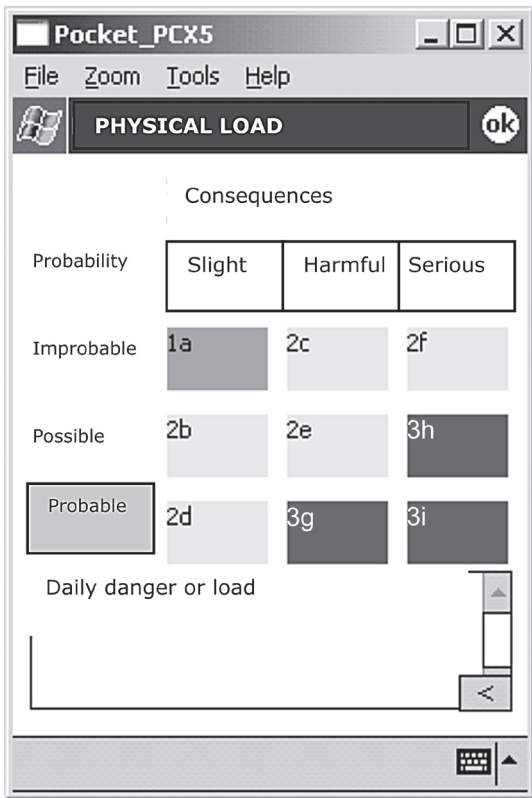 Pocket_PCX5
File Zoom Tools Help
PHYSICAL LOAD
ok
Consequences
Probability Slight Harmful Serious
Improbable 1a 2c 2f
Possible 2b 2e 3h
Probable 2d 3g 3i
Daily danger or load
<